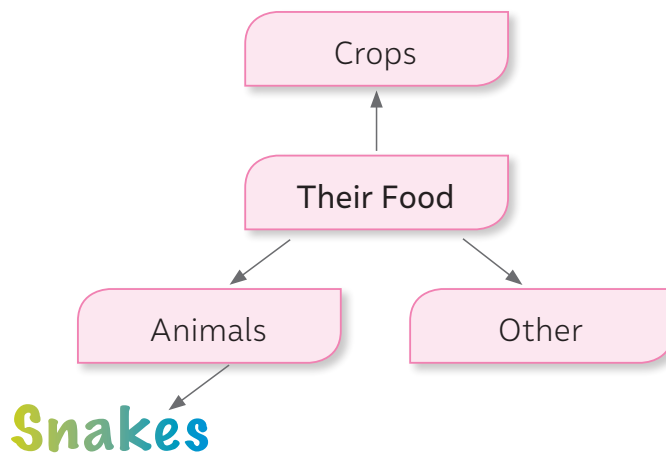 Crops
Their Food
Animals
Other
Snakes